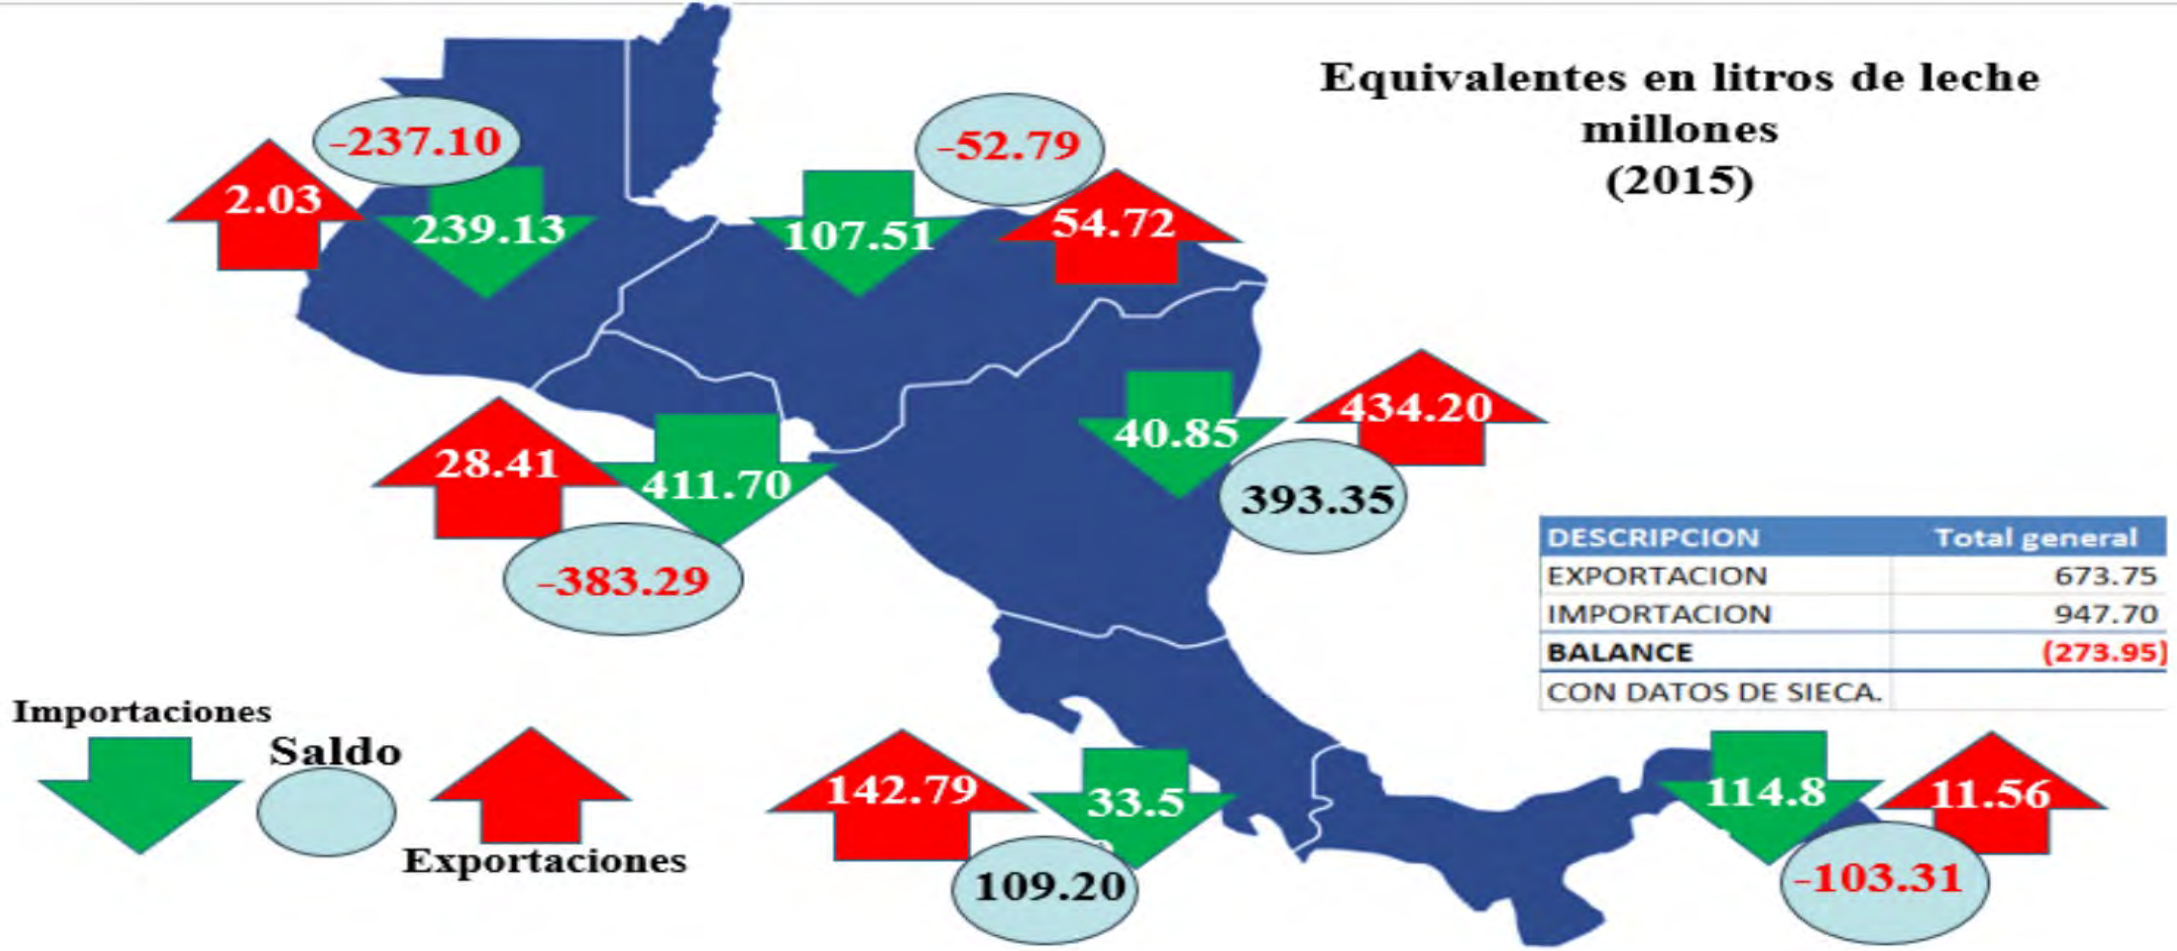 Equivalentes en litros de leche
millones
(2015)
-237.10
2.03
239.13
-52.79
107.51
54.72
28.41
411.70
-383.29
40.85
434.20
393.35
DESCRIPCION Total general
EXPORTACION 673.75
IMPORTACION 947.70
BALANCE (273.95)
CON DATOS DE SIECA.
Importaciones
Saldo
Exportaciones
142.79
33.5
109.20
114.8
11.56
-103.31